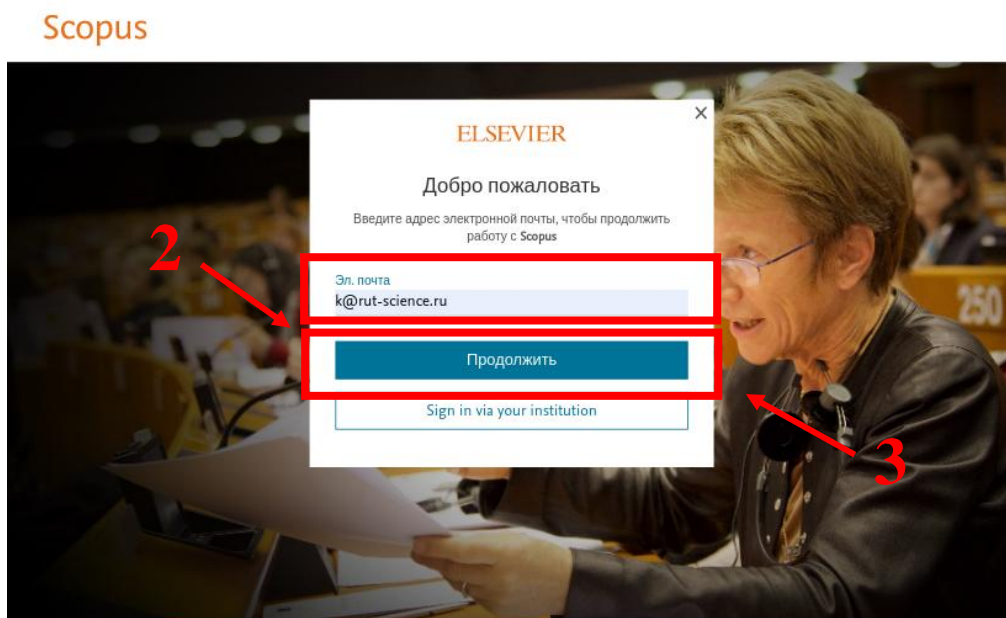 Scopus
ELSEVIER
Добро пожаловать
Введите адрес электронной почты, чтобы продолжить
работу с Scopus
2
Эл. почта
k@rut-science.ru
250
Продолжить
Sign in via your institution
3